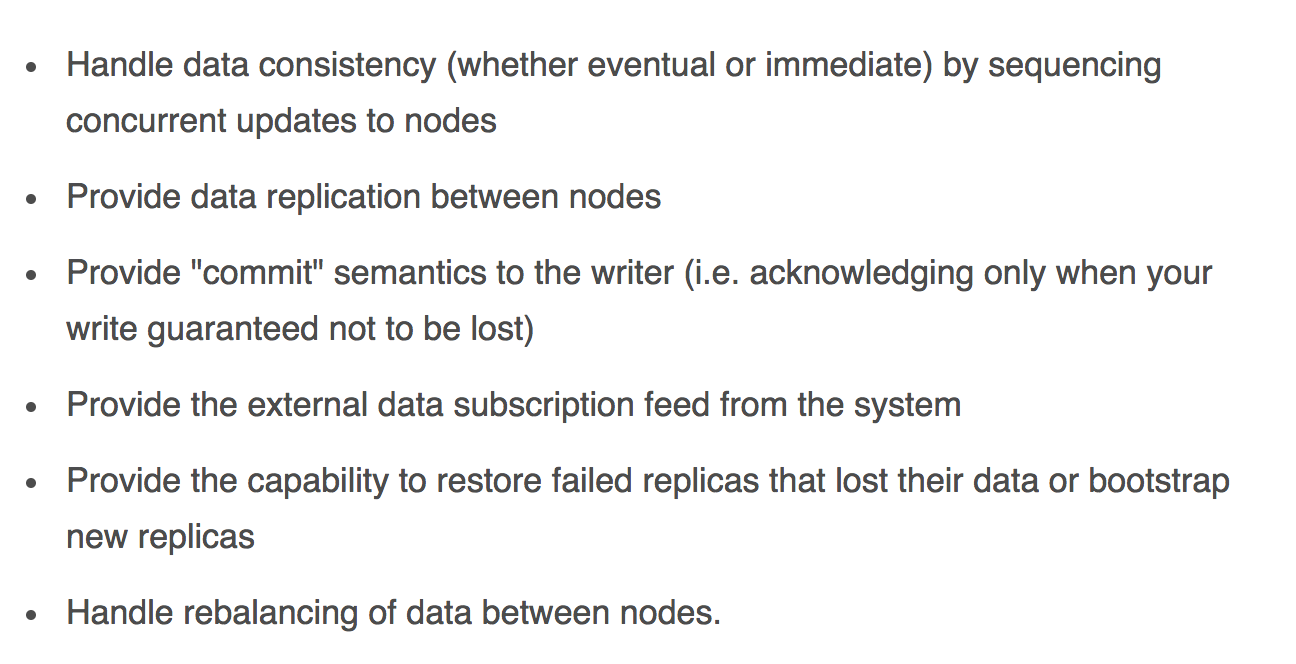 • Handle data consistency (whether eventual or immediate) by sequencing
concurrent updates to nodes
• Provide data replication between nodes
• Provide "commit" semantics to the writer (i.e. acknowledging only when your
write guaranteed not to be lost)
• Provide the external data subscription feed from the system
• Provide the capability to restore failed replicas that lost their data or bootstrap
new replicas
• Handle rebalancing of data between nodes.